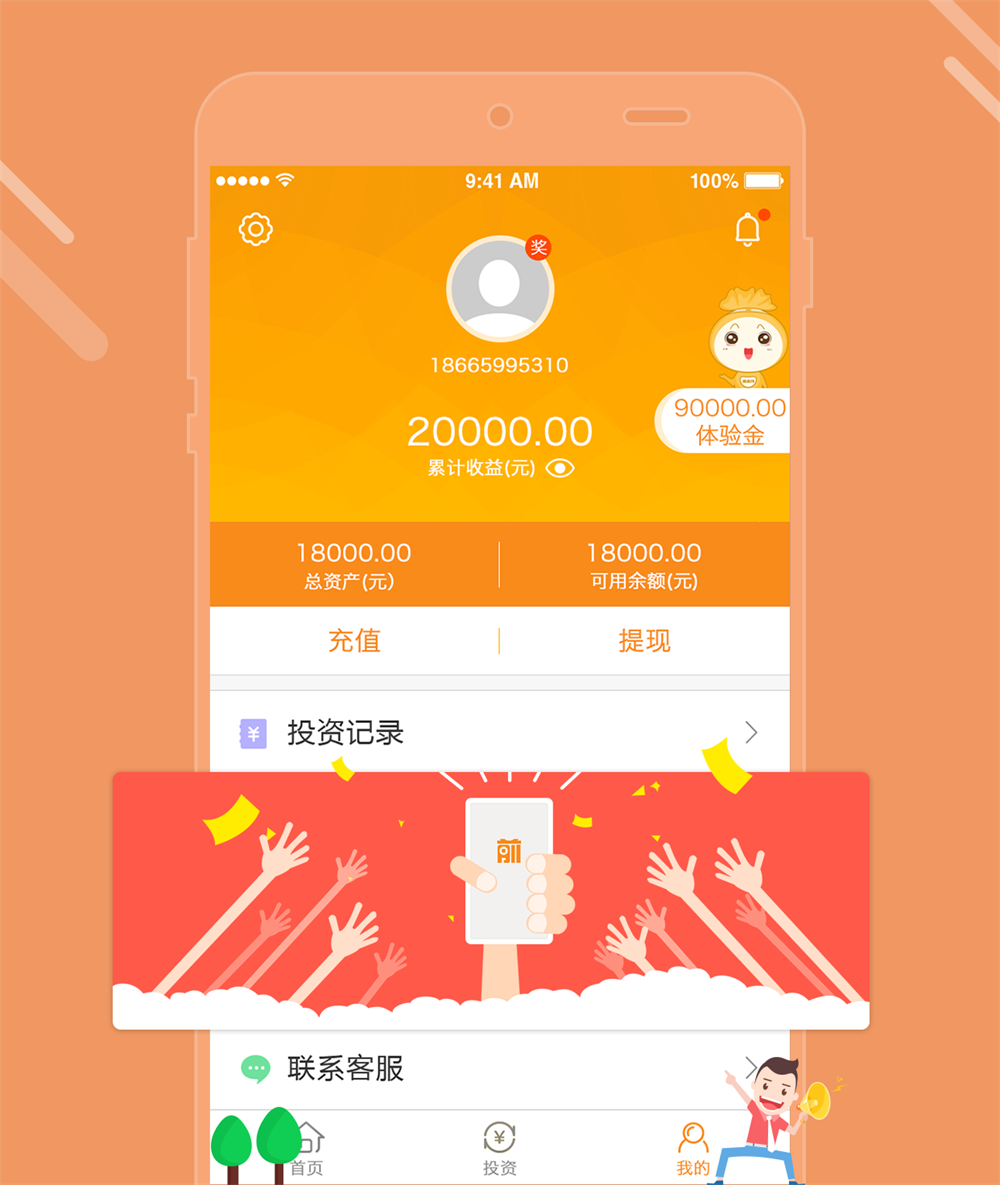 9:41 AM
100%
奖
18665995310
90000.00
体验金
20000.00
累计收益(元)
18000.00
总资产(元)
18000.00
可用余额(元)
充值
提现
¥ 投资记录
前
联系客服
首页
¥
投资
我的